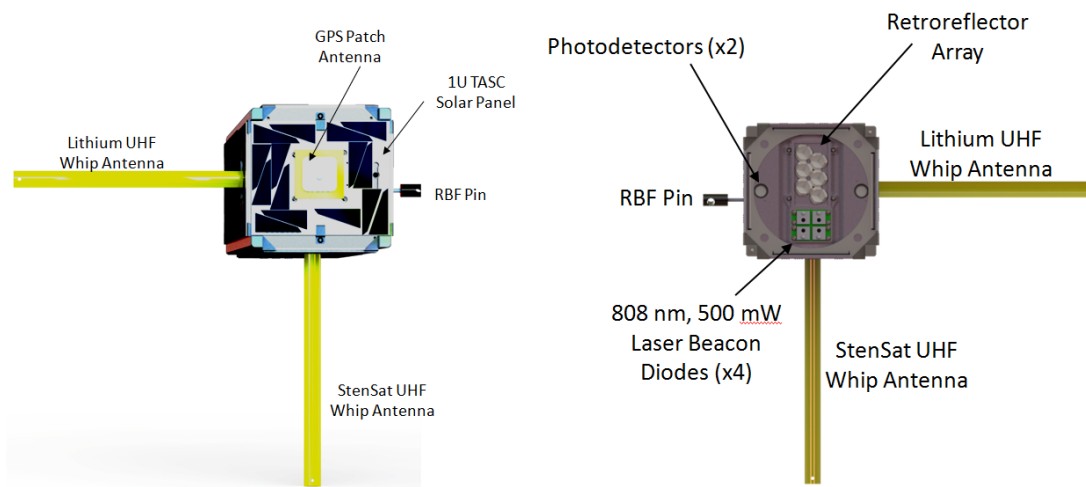 GPS Patch
Antenna
1U TASC
Solar Panel
Lithium UHF
Whip Antenna
RBF Pin
StenSat UHF
Whip Antenna
Retroreflector
Array
Photodetectors (x2)
Lithium UHF
Whip Antenna
RBF Pin
808 nm, 500 mW
Laser Beacon
Diodes (x4)
StenSat UHF
Whip Antenna